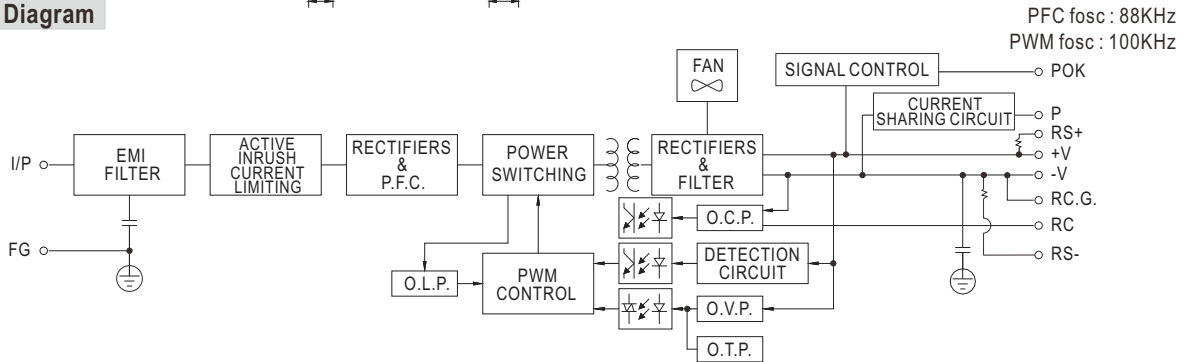 Diagram
PFC fosc : 88KHz
PWM fosc : 100KHz
FAN
SIGNAL CONTROL
POK
CURRENT
SHARING CIRCUIT
P
RS+
I/P
EMI
FILTER
ACTIVE
INRUSH
CURRENT
LIMITING
RECTIFIERS
&
P.F.C.
POWER
SWITCHING
RECTIFIERS
&
FILTER
+V
-V
RC.G.
O.C.P.
RC
FG
DETECTION
CIRCUIT
RS-
O.L.P.
PWM
CONTROL
O.V.P.
O.T.P.